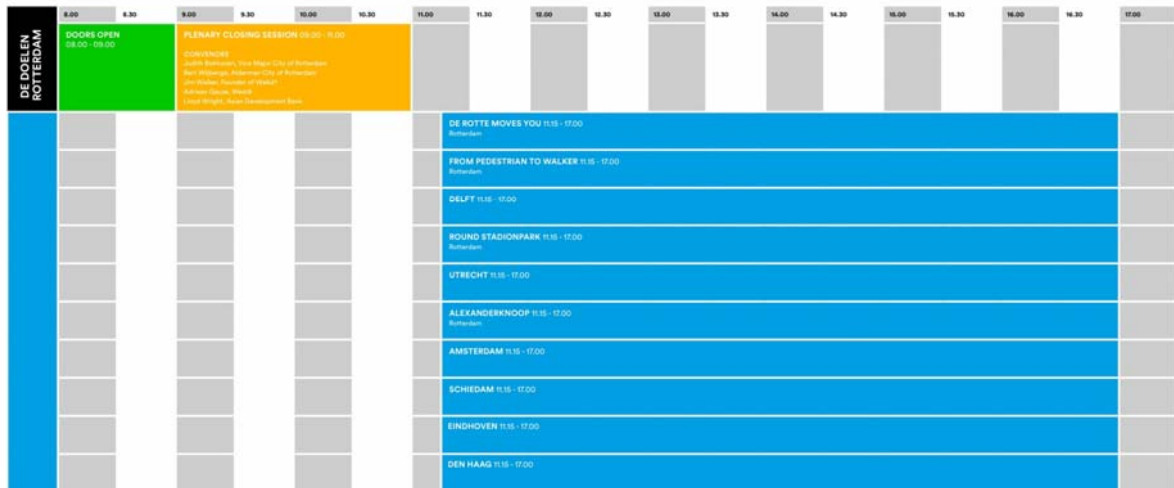 8.00 8.30 9.00 9.30 10.00 10.30 11.00 11.30 12.00 12.30 13.00 13.30 14.00 14.30 15.00 15.30 16.00 16.30 17.00
DE DOELEN
ROTTERDAM
DOORS OPEN
08.00 - 09.00
PLENARY CLOSING SESSION 09.00 - 11.00
CONVENORS
Judith Bokhoven, Vice Mayor City of Rotterdam
Bert Wijbenga, Alderman City of Rotterdam
Jim Walker, Founder of Walk21
Adriaan Geuze, West8
Lloyd Wright, Asian Development Bank
DE ROTTE MOVES YOU 11.15 - 17.00
Rotterdam
FROM PEDESTRIAN TO WALKER 11.15 - 17.00
Rotterdam
DELFT 11.15 - 17.00
ROUND STADIONPARK 11.15 - 17.00
Rotterdam
UTRECHT 11.15 - 17.00
ALEXANDERKNOOP 11.15 - 17.00
Rotterdam
AMSTERDAM 11.15 - 17.00
SCHIEDAM 11.15 - 17.00
EINDHOVEN 11.15 - 17.00
DEN HAAG 11.15 - 17.00